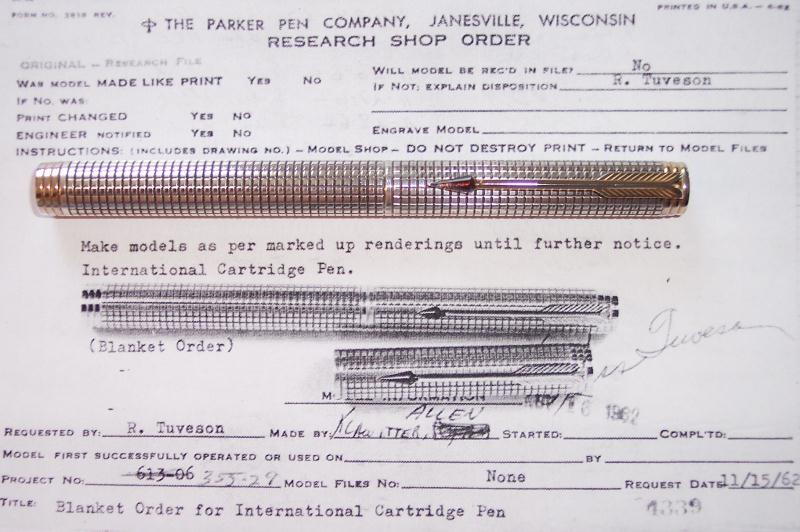 FORM NO. 2818 REV.
PRINTED IN U.S.A. - 6-62
THE PARKER PEN COMPANY, JANESVILLE, WISCONSIN
RESEARCH SHOP ORDER
ORIGINAL - RESEARCH FILE
WAS MODEL MADE LIKE PRINT YES NO
WILL MODEL BE REC'D IN FILE? No
IF NO, WAS:
IF NOT: EXPLAIN DISPOSITION R. Tuveson
PRINT CHANGED YES NO
ENGINEER NOTIFIED YES NO
ENGRAVE MODEL
INSTRUCTIONS: (INCLUDES DRAWING NO.) - MODEL SHOP - DO NOT DESTROY PRINT - RETURN TO MODEL FILES
Make models as per marked up renderings until further notice.
International Cartridge Pen.
(Blanket Order)
Tuveson
INFORMATION
16 1962
ALLEN
REQUESTED BY: R. Tuveson MADE BY: KLAWITTER, STARTED: COMPL'TD:
MODEL FIRST SUCCESSFULLY OPERATED OR USED ON BY
PROJECT NO: 613-06 355-29 MODEL FILES NO: None REQUEST DATE 11/15/62
TITLE: Blanket Order for International Cartridge Pen 4339